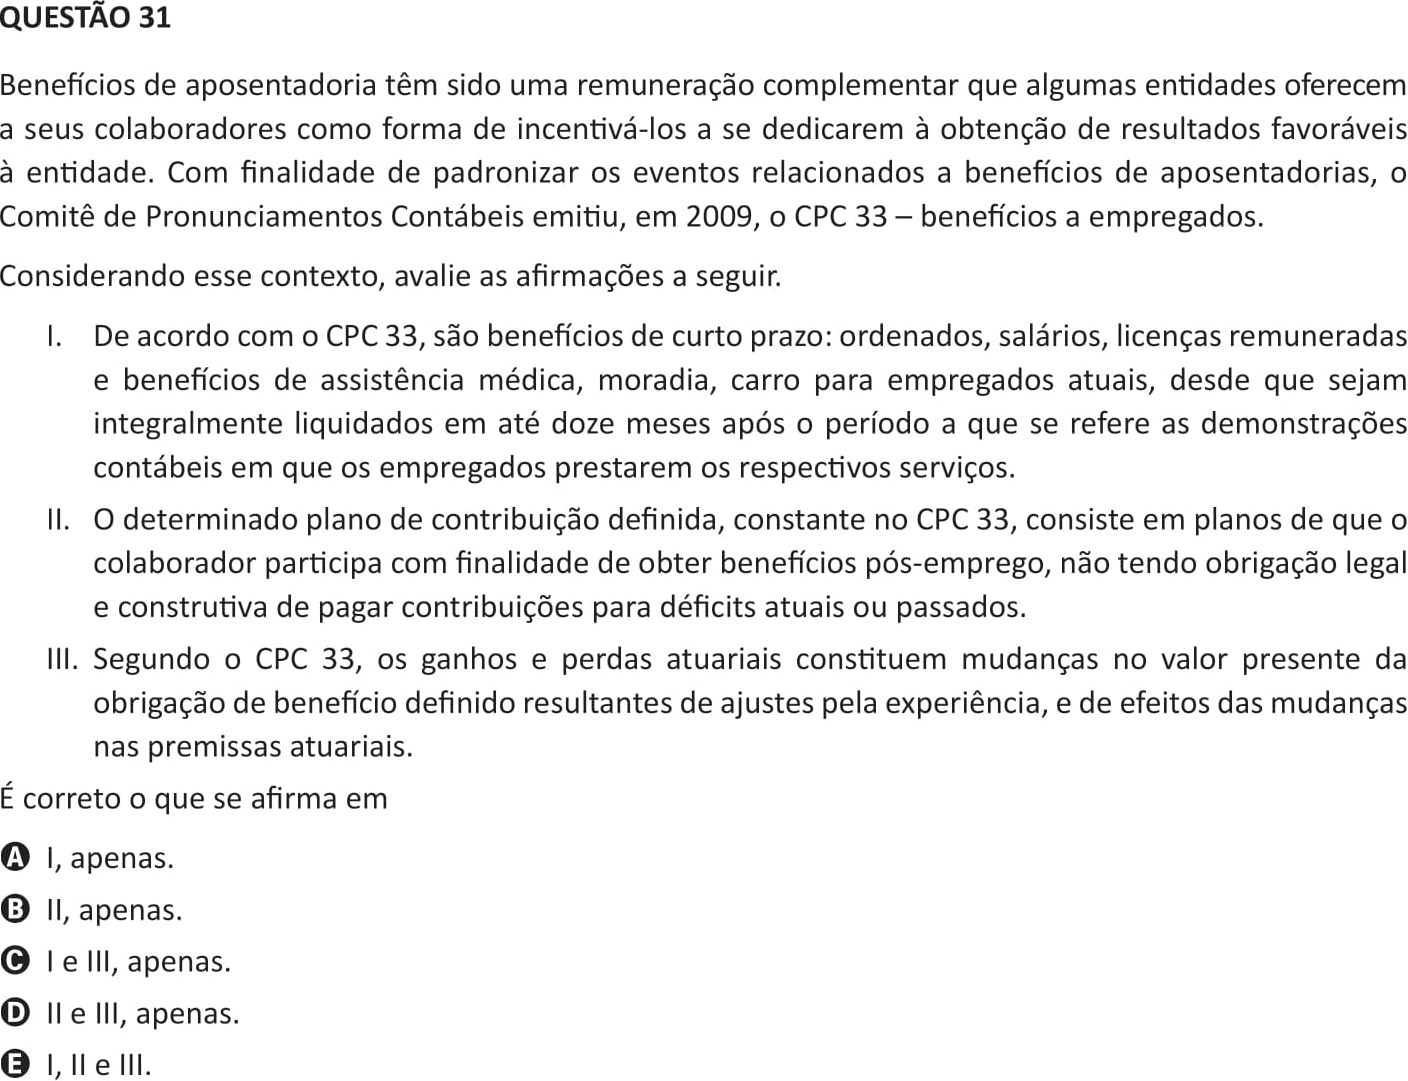 QUESTÃO 31
Benefícios de aposentadoria têm sido uma remuneração complementar que algumas entidades oferecem
a seus colaboradores como forma de incentivá-los a se dedicarem à obtenção de resultados favoráveis
à entidade. Com finalidade de padronizar os eventos relacionados a benefícios de aposentadorias, o
Comitê de Pronunciamentos Contábeis emitiu, em 2009, o CPC 33 – benefícios a empregados.
Considerando esse contexto, avalie as afirmações a seguir.
I. De acordo com o CPC 33, são benefícios de curto prazo: ordenados, salários, licenças remuneradas
e benefícios de assistência médica, moradia, carro para empregados atuais, desde que sejam
integralmente liquidados em até doze meses após o período a que se refere as demonstrações
contábeis em que os empregados prestarem os respectivos serviços.
II. O determinado plano de contribuição definida, constante no CPC 33, consiste em planos de que o
colaborador participa com finalidade de obter benefícios pós-emprego, não tendo obrigação legal
e construtiva de pagar contribuições para déficits atuais ou passados.
III. Segundo o CPC 33, os ganhos e perdas atuariais constituem mudanças no valor presente da
obrigação de benefício definido resultantes de ajustes pela experiência, e de efeitos das mudanças
nas premissas atuariais.
É correto o que se afirma em
A I, apenas.
B II, apenas.
C I e III, apenas.
D II e III, apenas.
E I, II e III.